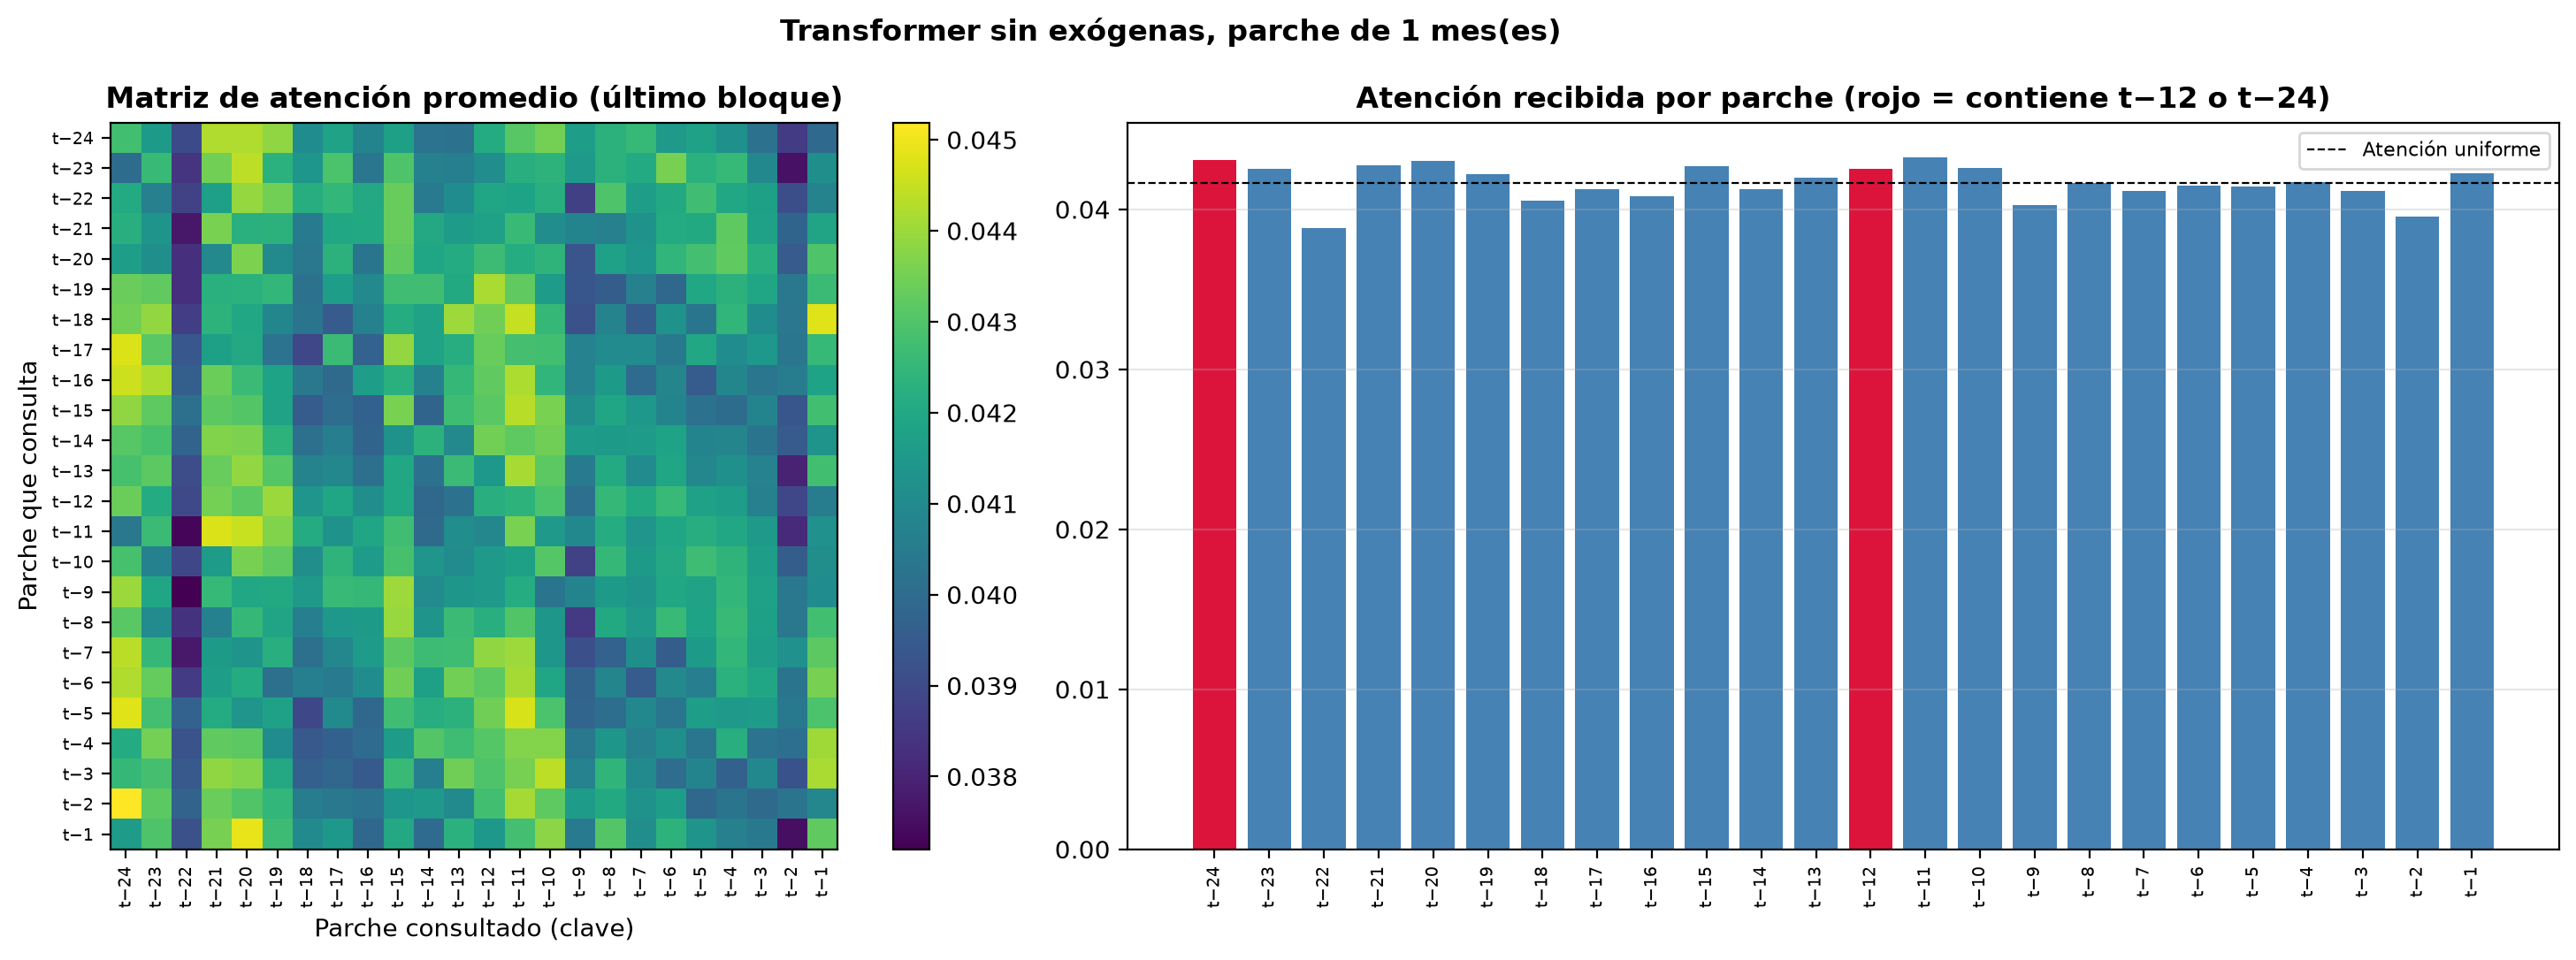 Transformer sin exógenas, parche de 1 mes(es)
Matriz de atención promedio (último bloque)
Parche que consulta
t−24
t−23
t−22
t−21
t−20
t−19
t−18
t−17
t−16
t−15
t−14
t−13
t−12
t−11
t−10
t−9
t−8
t−7
t−6
t−5
t−4
t−3
t−2
t−1
t−24 t−23 t−22 t−21 t−20 t−19 t−18 t−17 t−16 t−15 t−14 t−13 t−12 t−11 t−10 t−9 t−8 t−7 t−6 t−5 t−4 t−3 t−2 t−1
Parche consultado (clave)
0.045
0.044
0.043
0.042
0.041
0.040
0.039
0.038
Atención recibida por parche (rojo = contiene t−12 o t−24)
Atención uniforme
0.04
0.03
0.02
0.01
0.00
t−24 t−23 t−22 t−21 t−20 t−19 t−18 t−17 t−16 t−15 t−14 t−13 t−12 t−11 t−10 t−9 t−8 t−7 t−6 t−5 t−4 t−3 t−2 t−1